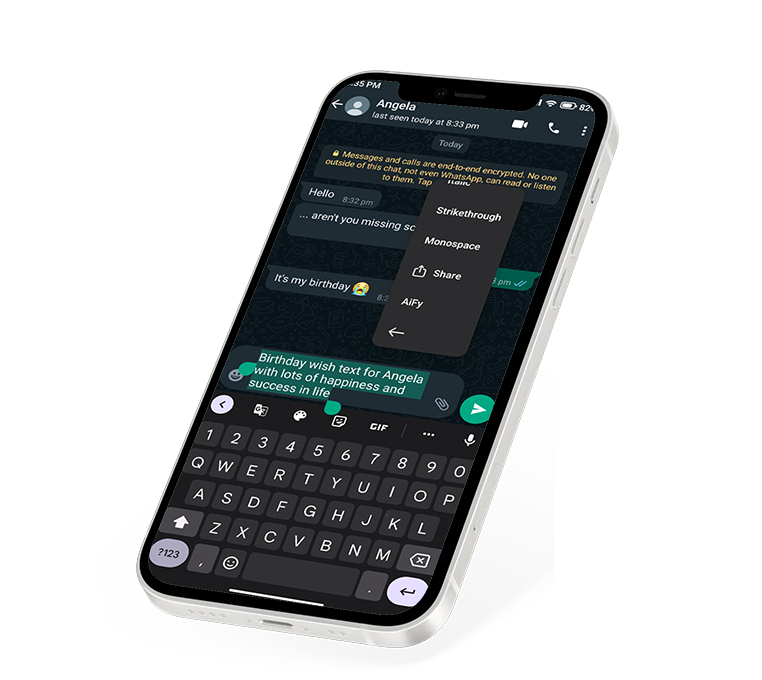 :35 PM
82%
Angela
last seen today at 8:33 pm
Today
Messages and calls are end-to-end encrypted. No one
outside of this chat, not even WhatsApp, can read or listen
to them. Tap
Italic
Hello
8:32 pm
Strikethrough
... aren't you missing
Monospace
Share
pm
It's my birthday 😭
8:3
AiFy
Birthday wish text for Angela
with lots of happiness and
success in life
GIF
1 2 3 4 5 6 7 8 9 0
Q W E R T Y U I O P
A S D F G H J K L
Z X C V B N M
?123 , .